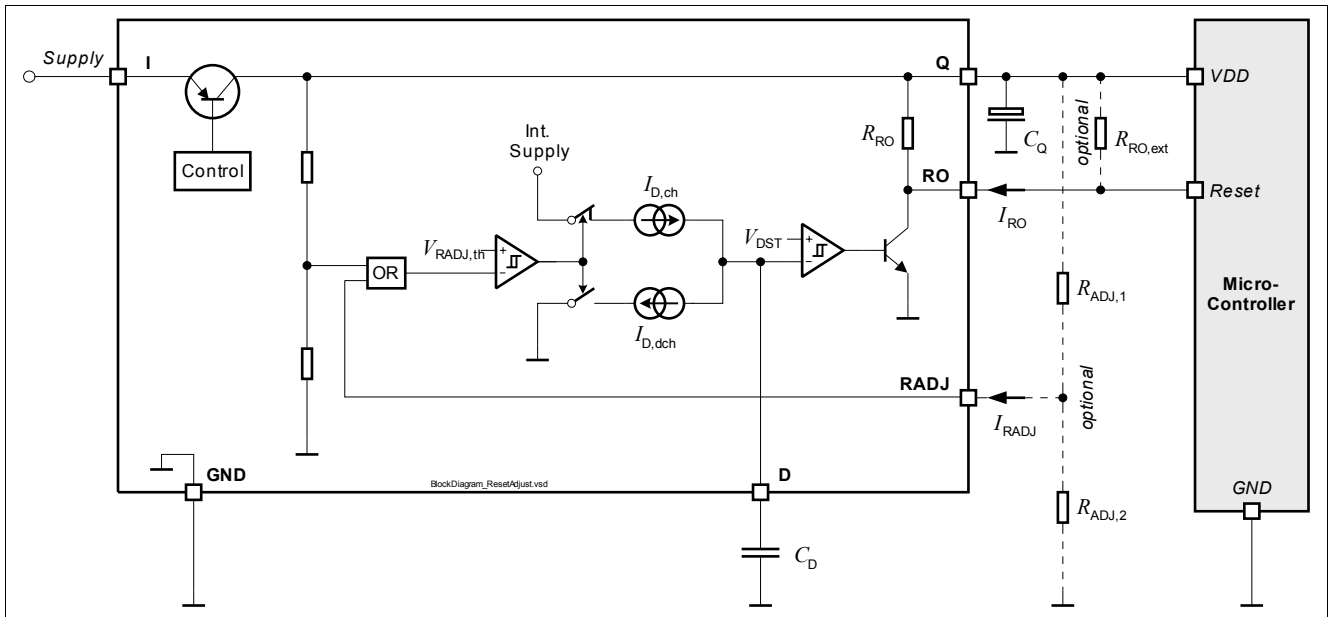 Supply
I
Q
VDD
Control
Int.
Supply
R_RO
C_Q
optional
R_RO,ext
RO
Reset
I_D,ch
I_RO
V_RADJ,th
+
−
OR
V_DST
+
−
I_D,dch
R_ADJ,1
Micro-
Controller
RADJ
I_RADJ
optional
GND
BlockDiagram_ResetAdjust.vsd
D
R_ADJ,2
GND
C_D